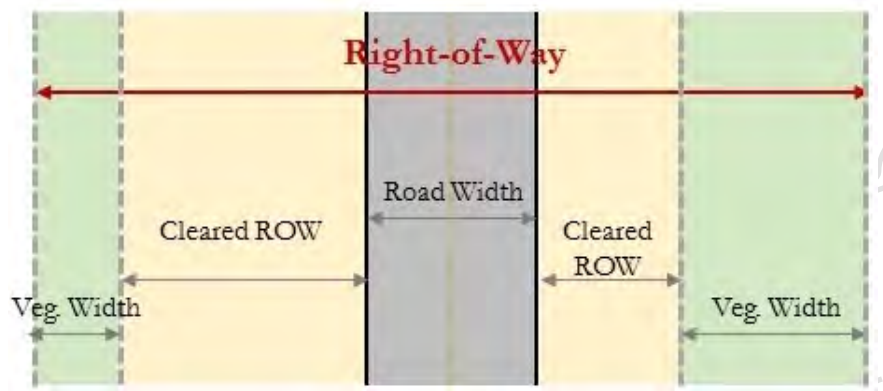 Right-of-Way
Road Width
Cleared ROW
Cleared
ROW
Veg. Width
Veg. Width